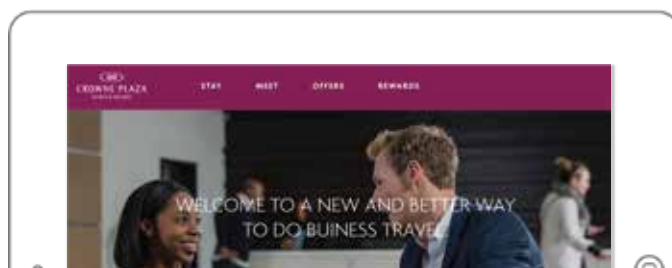 CROWNE PLAZA
STAY MEET OFFERS REWARDS
WELCOME TO A NEW AND BETTER WAY
TO DO BUINESS TRAVEL